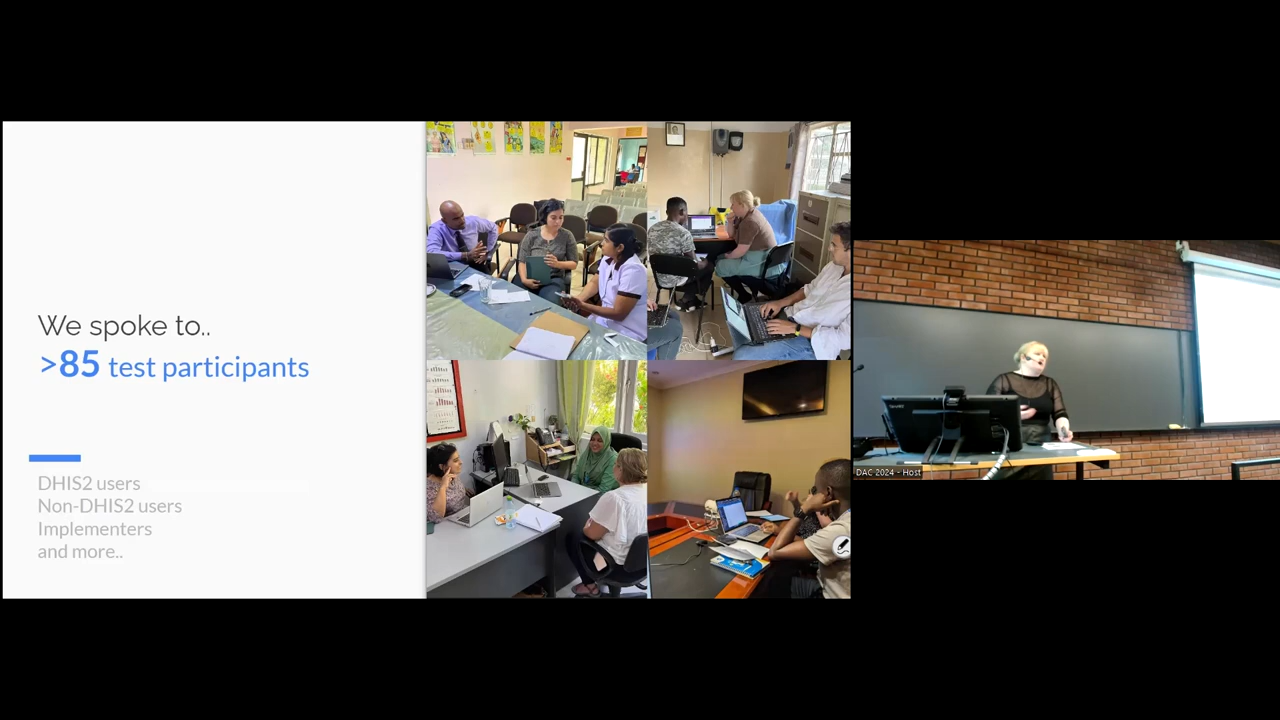 We spoke to..
>85 test participants
DHIS2 users
Non-DHIS2 users
Implementers
and more..
DAC 2024 - Host